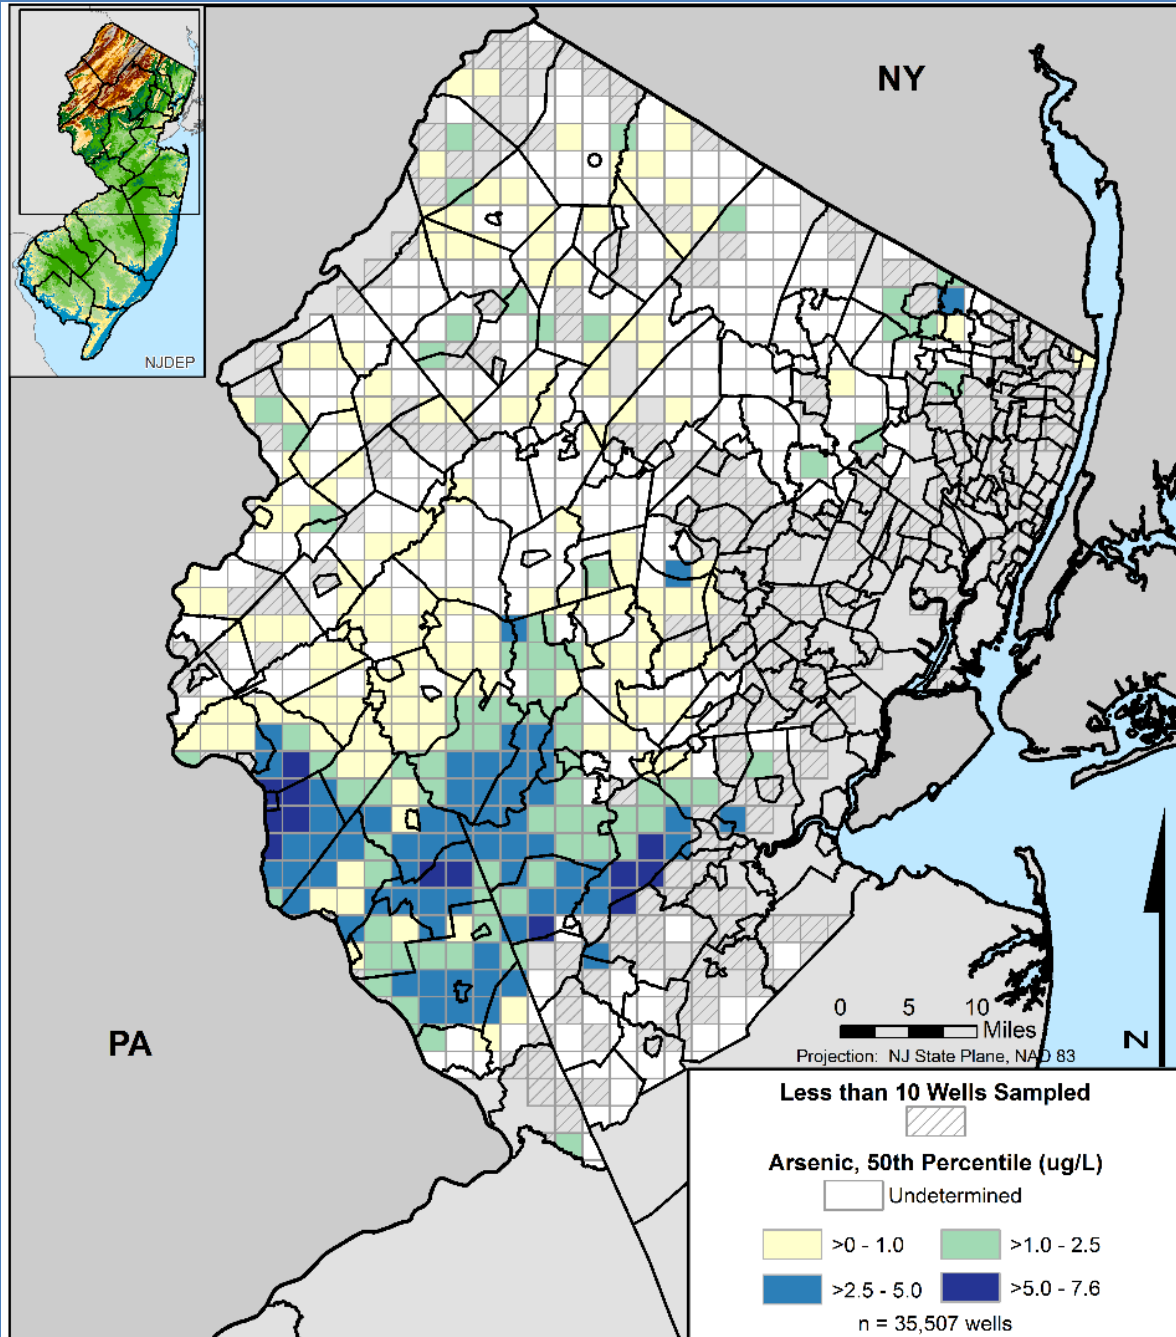 NJDEP
NY
PA
0 5 10
Miles
Projection: NJ State Plane, NAD 83
N
Less than 10 Wells Sampled
Arsenic, 50th Percentile (ug/L)
Undetermined
>0 - 1.0 >1.0 - 2.5
>2.5 - 5.0 >5.0 - 7.6
n = 35,507 wells